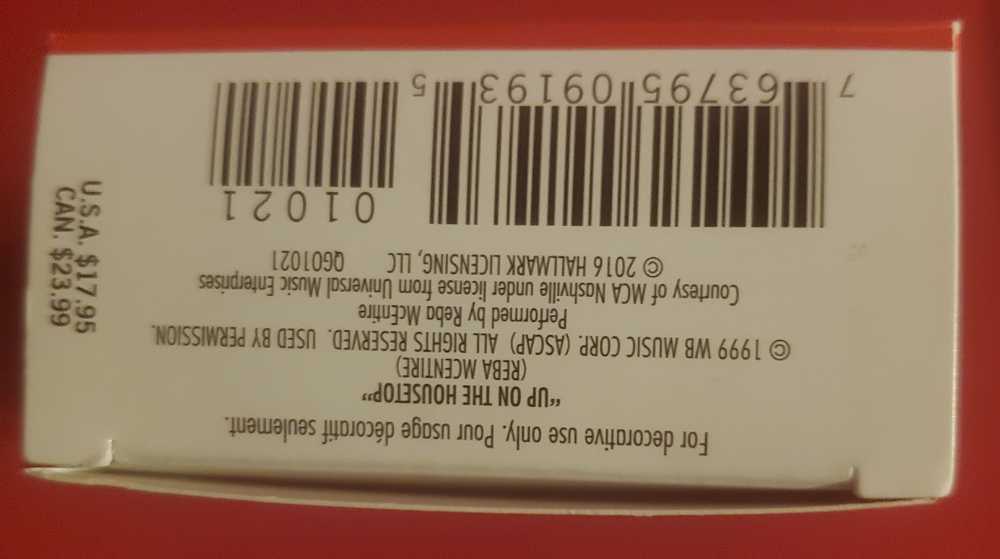 For decorative use only. Pour usage décoratif seulement.
"UP ON THE HOUSETOP"
(REBA MCENTIRE)
© 1999 WB MUSIC CORP. (ASCAP) ALL RIGHTS RESERVED. USED BY PERMISSION.
Performed by Reba McEntire
Courtesy of MCA Nashville under license from Universal Music Enterprises
© 2016 HALLMARK LICENSING, LLC QGO1021
01021
7 63795 09193 5
U.S.A. $17.95
CAN. $23.99